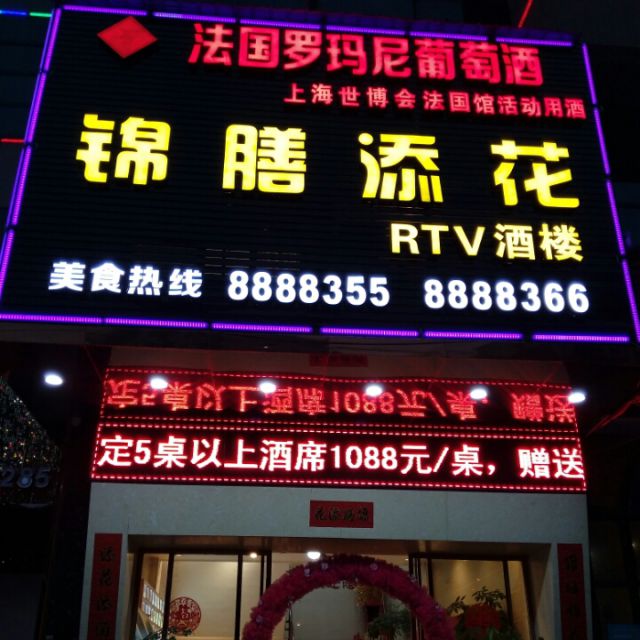 法国罗玛尼葡萄酒
上海世博会法国馆活动用酒
锦膳添花
RTV酒楼
美食热线 8888355 8888366
定5桌以上酒席1088元/桌，赠送